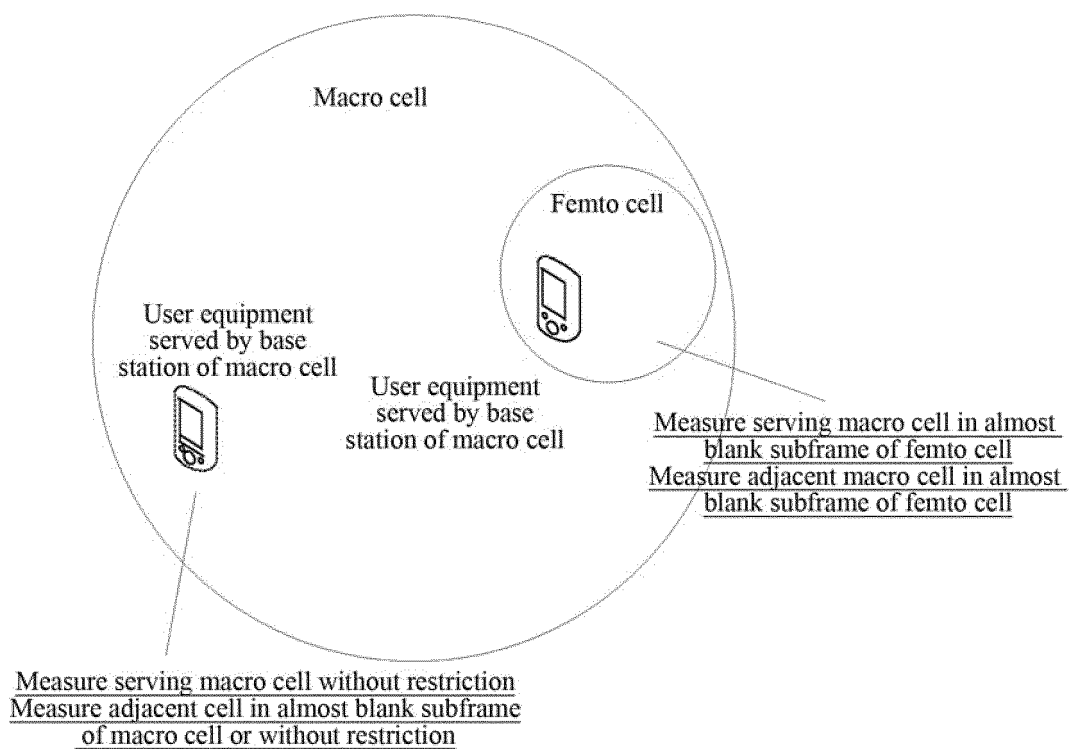 Macro cell
Femto cell
User equipment
served by base
station of macro cell
User equipment
served by base
station of macro cell
Measure serving macro cell in almost
blank subframe of femto cell
Measure adjacent macro cell in almost
blank subframe of femto cell
Measure serving macro cell without restriction
Measure adjacent cell in almost blank subframe
of macro cell or without restriction